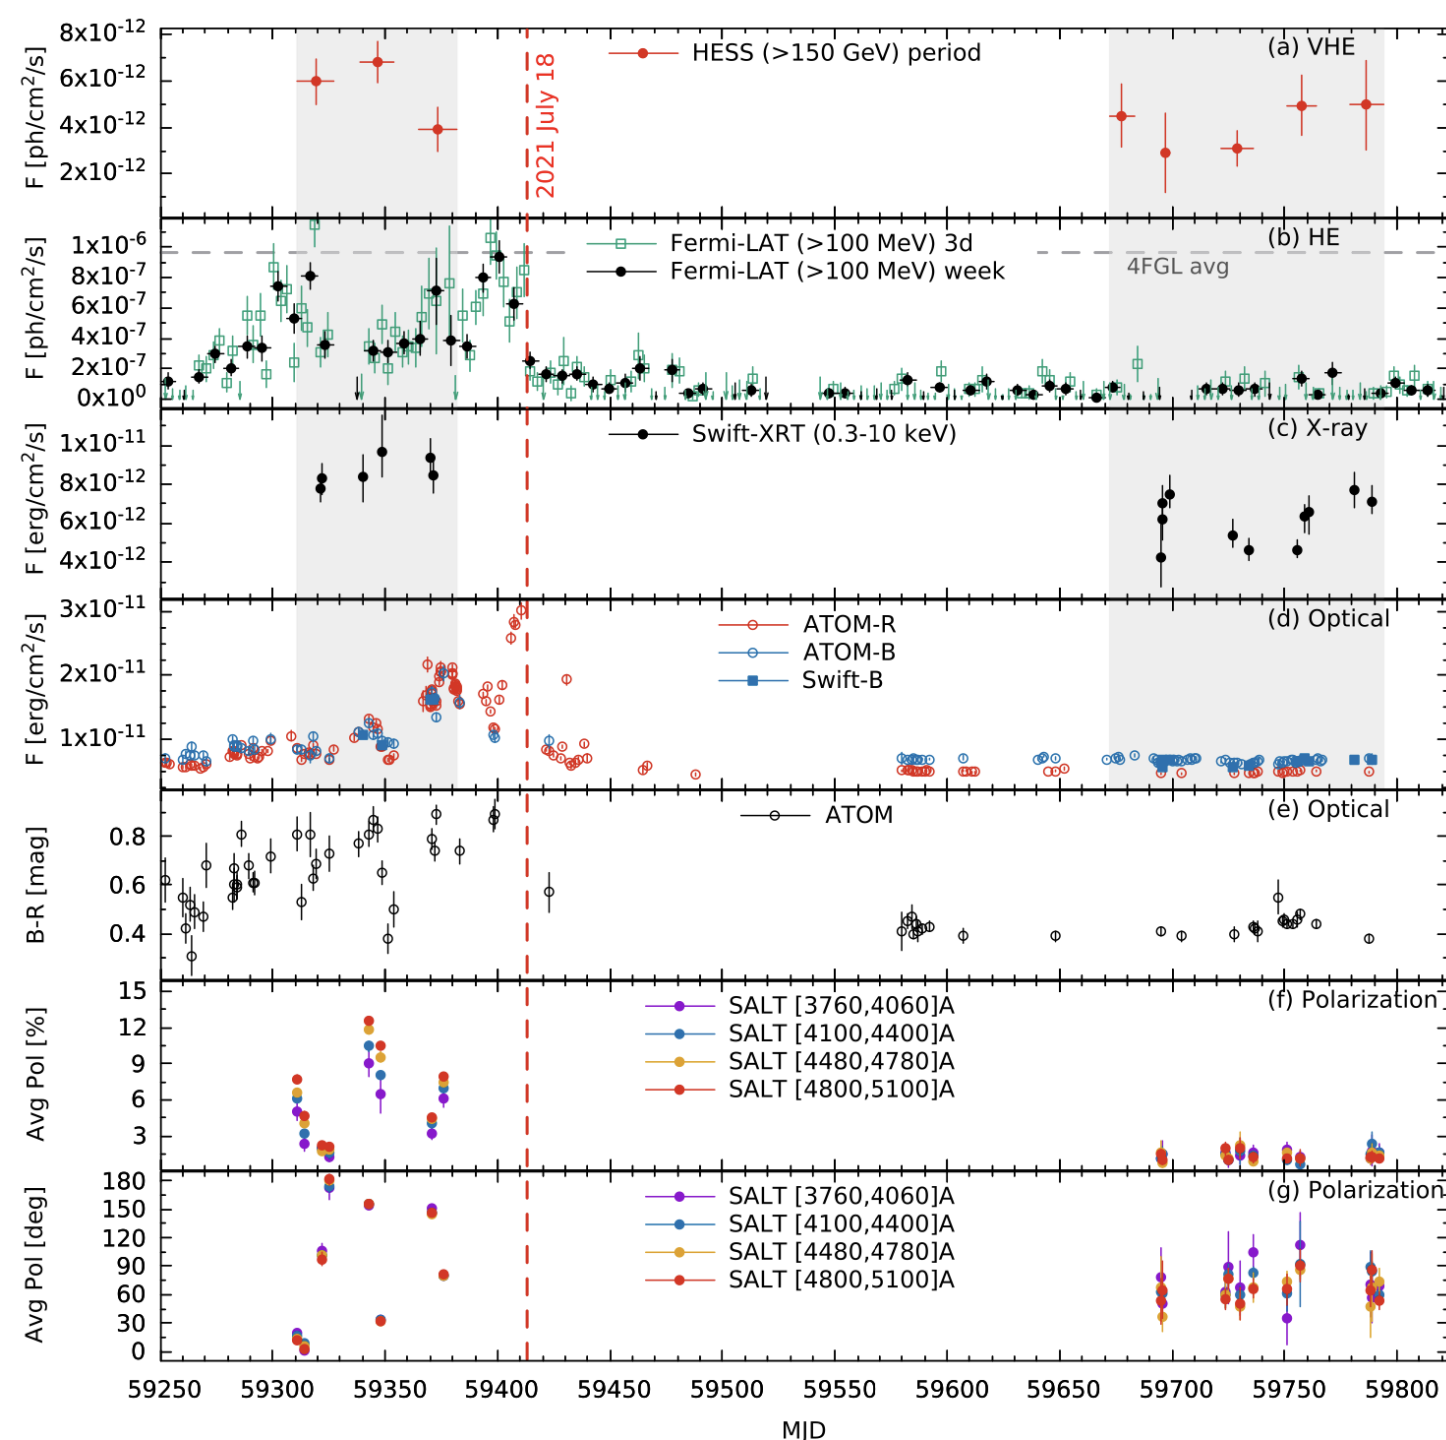 8x10-12
6x10-12
4x10-12
2x10-12
F [ph/cm2/s]
HESS (>150 GeV) period
(a) VHE
2021 July 18
1x10-6
8x10-7
6x10-7
4x10-7
2x10-7
0x100
F [ph/cm2/s]
Fermi-LAT (>100 MeV) 3d
Fermi-LAT (>100 MeV) week
(b) HE
4FGL avg
1x10-11
8x10-12
6x10-12
4x10-12
F [erg/cm2/s]
Swift-XRT (0.3-10 keV)
(c) X-ray
3x10-11
2x10-11
1x10-11
F [erg/cm2/s]
ATOM-R
ATOM-B
Swift-B
(d) Optical
0.8
0.6
0.4
B-R [mag]
ATOM
(e) Optical
15
12
9
6
3
Avg Pol [%]
SALT [3760,4060]A
SALT [4100,4400]A
SALT [4480,4780]A
SALT [4800,5100]A
(f) Polarization
180
150
120
90
60
30
0
Avg Pol [deg]
SALT [3760,4060]A
SALT [4100,4400]A
SALT [4480,4780]A
SALT [4800,5100]A
(g) Polarization
59250 59300 59350 59400 59450 59500 59550 59600 59650 59700 59750 59800
MJD